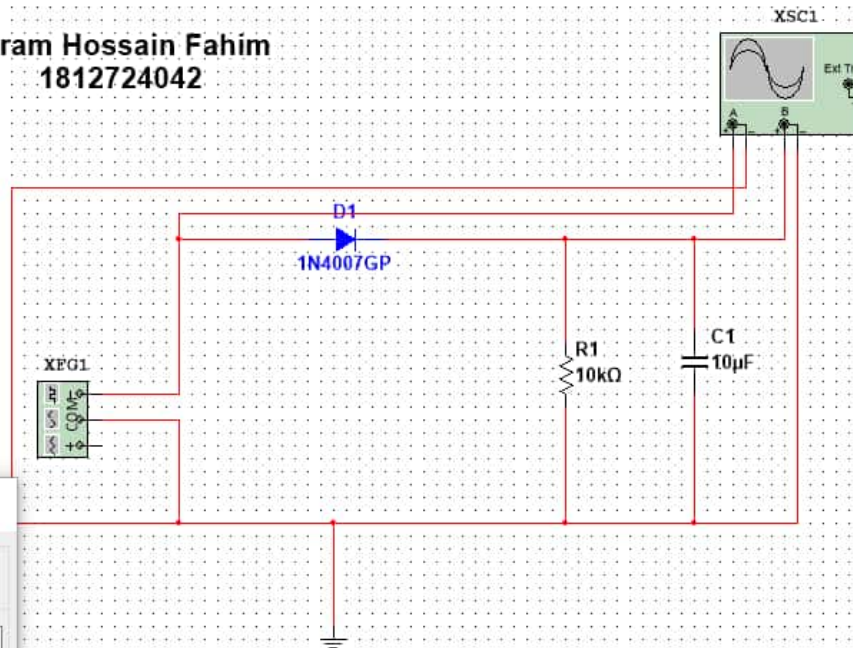 XSC1
ram Hossain Fahim
1812724042
Ext Tr
A
B
D1
1N4007GP
XFG1
COM
R1
10kΩ
C1
10µF